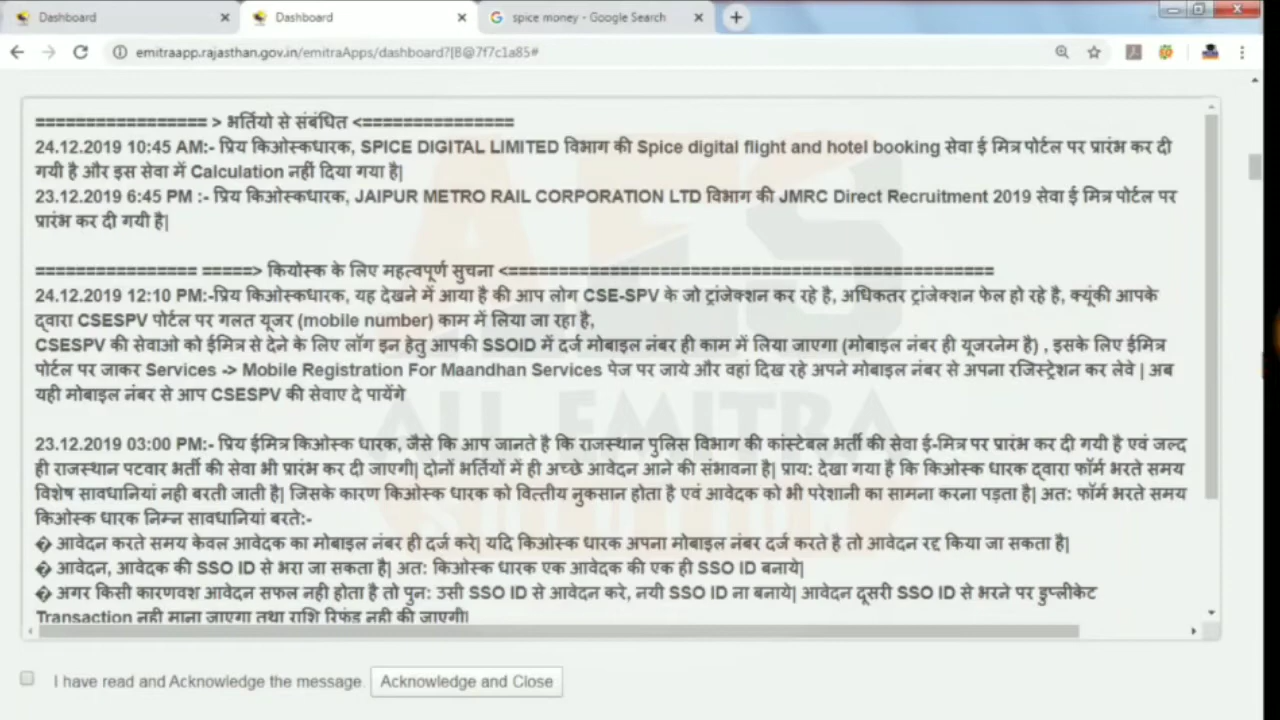 Dashboard
Dashboard
spice money - Google Search
emitraapp.rajasthan.gov.in/emitraApps/dashboard?[B@7f7c1a85#
================= > भर्तियो से संबंधित <===============
24.12.2019 10:45 AM:- प्रिय किओस्कधारक, SPICE DIGITAL LIMITED विभाग की Spice digital flight and hotel booking सेवा ई मित्र पोर्टल पर प्रारंभ कर दी
गयी है और इस सेवा में Calculation नहीं दिया गया है|
23.12.2019 6:45 PM :- प्रिय किओस्कधारक, JAIPUR METRO RAIL CORPORATION LTD विभाग की JMRC Direct Recruitment 2019 सेवा ई मित्र पोर्टल पर
प्रारंभ कर दी गयी है|
================ =====> कियोस्क के लिए महत्वपूर्ण सुचना <================================================
24.12.2019 12:10 PM:-प्रिय किओस्कधारक, यह देखने में आया है की आप लोग CSE-SPV के जो ट्रांजेक्शन कर रहे है, अधिकतर ट्रांजेक्शन फेल हो रहे है, क्यूंकी आपके
द्वारा CSESPV पोर्टल पर गलत यूजर (mobile number) काम में लिया जा रहा है,
CSESPV की सेवाओ को ईमित्र से देने के लिए लॉग इन हेतु आपकी SSOID में दर्ज मोबाइल नंबर ही काम में लिया जाएगा (मोबाइल नंबर ही यूजरनेम है) , इसके लिए ईमित्र
पोर्टल पर जाकर Services -> Mobile Registration For Maandhan Services पेज पर जाये और वहां दिख रहे अपने मोबाइल नंबर से अपना रजिस्ट्रेशन कर लेवे | अब
यही मोबाइल नंबर से आप CSESPV की सेवाए दे पायेंगे
23.12.2019 03:00 PM:- प्रिय ईमित्र किओस्क धारक, जैसे कि आप जानते है कि राजस्थान पुलिस विभाग की कांस्टेबल भर्ती की सेवा ई-मित्र पर प्रारंभ कर दी गयी है एवं जल्द
ही राजस्थान पटवार भर्ती की सेवा भी प्रारंभ कर दी जाएगी| दोनों भर्तियों में ही अच्छे आवेदन आने की संभावना है| प्राय: देखा गया है कि किओस्क धारक द्वारा फॉर्म भरते समय
विशेष सावधानियां नही बरती जाती है| जिसके कारण किओस्क धारक को वित्तीय नुकसान होता है एवं आवेदक को भी परेशानी का सामना करना पड़ता है| अत: फॉर्म भरते समय
किओस्क धारक निम्न सावधानियां बरते:-
� आवेदन करते समय केवल आवेदक का मोबाइल नंबर ही दर्ज करे| यदि किओस्क धारक अपना मोबाइल नंबर दर्ज करते है तो आवेदन रद्द किया जा सकता है|
� आवेदन, आवेदक की SSO ID से भरा जा सकता है| अत: किओस्क धारक एक आवेदक की एक ही SSO ID बनाये|
� अगर किसी कारणवश आवेदन सफल नही होता है तो पुन: उसी SSO ID से आवेदन करे, नयी SSO ID ना बनाये| आवेदन दूसरी SSO ID से भरने पर डुप्लीकेट
Transaction नही माना जाएगा तथा राशि रिफंड नही की जाएगी|
I have read and Acknowledge the message.
Acknowledge and Close
AES
ALL EMITRA
SOLUTION